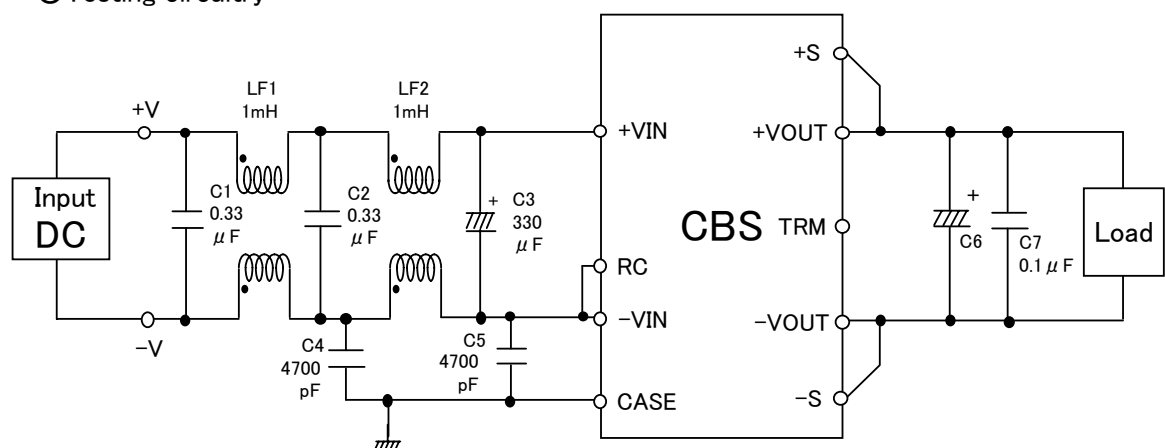 Testing circuitry
LF1
1mH
LF2
1mH
+V
-V
Input
DC
C1
0.33
μF
C2
0.33
μF
+
C3
330
μF
C4
4700
pF
C5
4700
pF
+VIN
RC
-VIN
CASE
CBS
+S
+VOUT
TRM
-VOUT
-S
+
C6
C7
0.1μF
Load